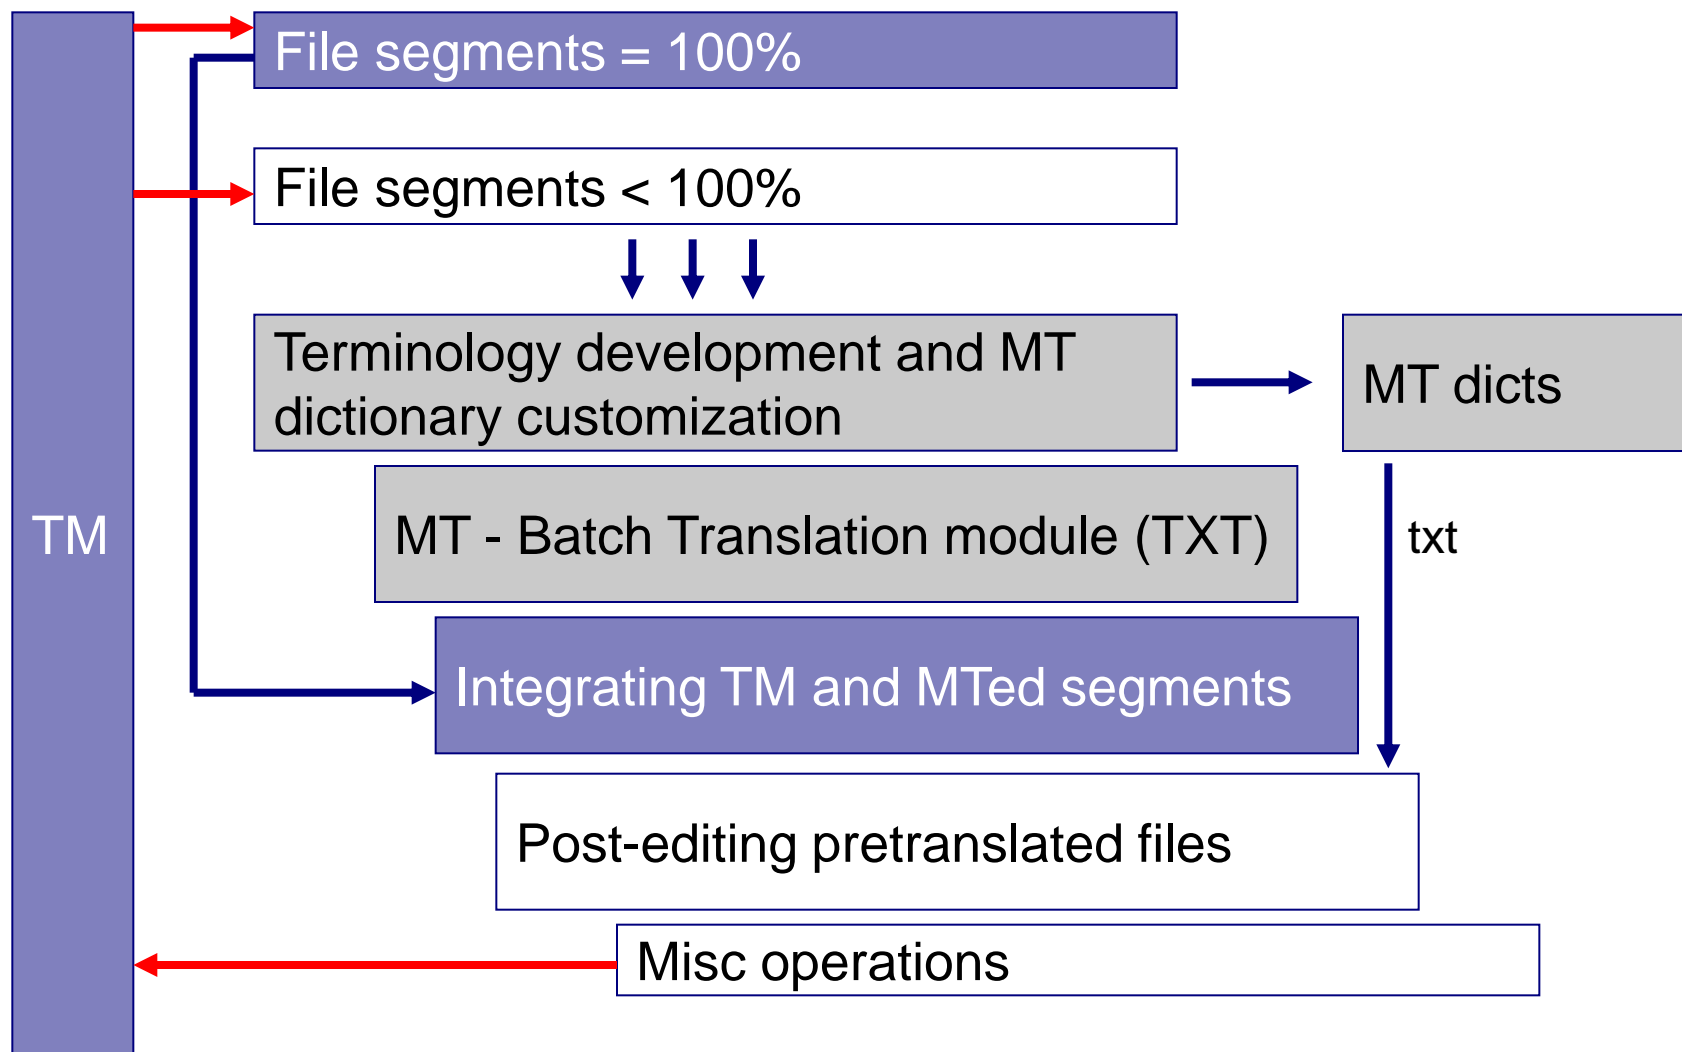 File segments = 100%
File segments < 100%
Terminology development and MT
dictionary customization
MT dicts
TM
MT - Batch Translation module (TXT)
txt
Integrating TM and MTed segments
Post-editing pretranslated files
Misc operations